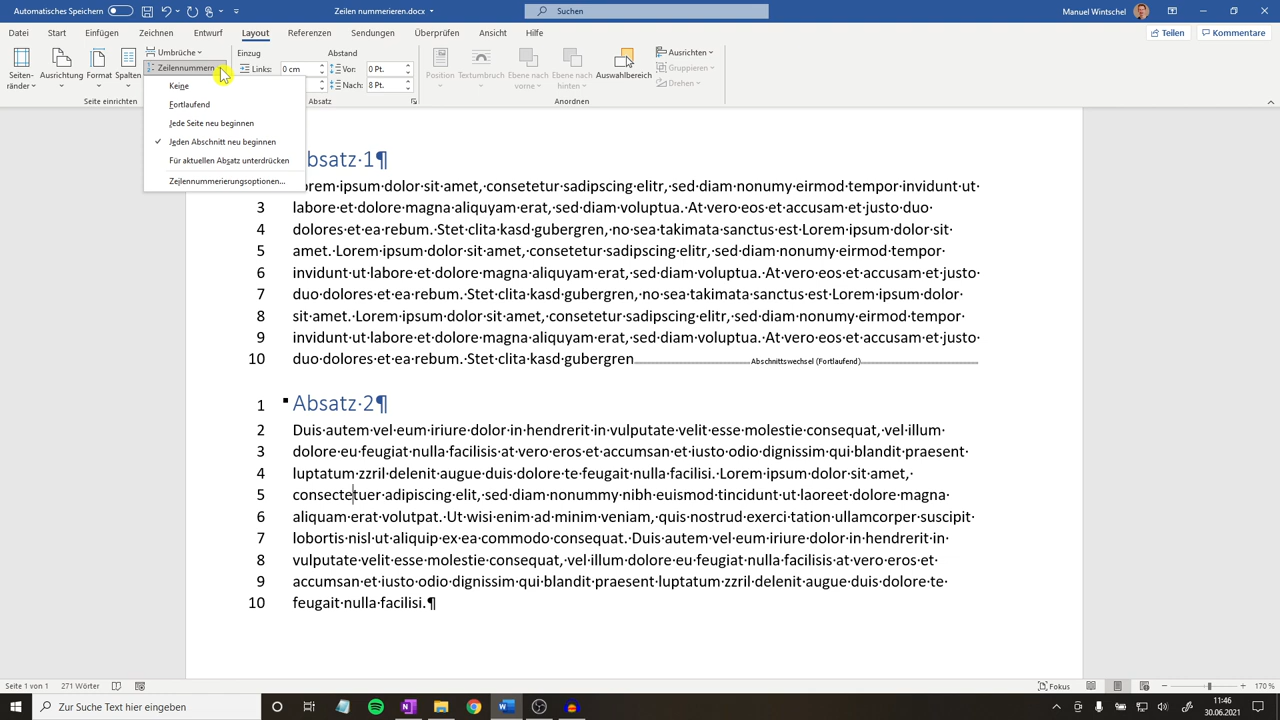 Automatisches Speichern
Zeilen nummerieren.docx
Suchen
Manuel Wintschel
Datei Start Einfügen Zeichnen Entwurf Layout Referenzen Sendungen Überprüfen Ansicht Hilfe
Teilen Kommentare
Seiten-
ränder
Ausrichtung Format Spalten
Umbrüche
Zeilennummern
Seite einrichten
Einzug Abstand
Links: 0 cm Vor: 0 Pt.
Nach: 8 Pt.
Absatz
Position Textumbruch Ebene nach
vorne
Ebene nach
hinten
Auswahlbereich
Ausrichten
Gruppieren
Drehen
Anordnen
Keine
Fortlaufend
Jede Seite neu beginnen
Jeden Abschnitt neu beginnen
Für aktuellen Absatz unterdrücken
Zeilennummerierungsoptionen...
bsatz·1¶
orem·ipsum·dolor·sit·amet,·consetetur·sadipscing·elitr,·sed·diam·nonumy·eirmod·tempor·invidunt·ut·
3 labore·et·dolore·magna·aliquyam·erat,·sed·diam·voluptua.·At·vero·eos·et·accusam·et·justo·duo·
4 dolores·et·ea·rebum.·Stet·clita·kasd·gubergren,·no·sea·takimata·sanctus·est·Lorem·ipsum·dolor·sit·
5 amet.·Lorem·ipsum·dolor·sit·amet,·consetetur·sadipscing·elitr,·sed·diam·nonumy·eirmod·tempor·
6 invidunt·ut·labore·et·dolore·magna·aliquyam·erat,·sed·diam·voluptua.·At·vero·eos·et·accusam·et·justo·
7 duo·dolores·et·ea·rebum.·Stet·clita·kasd·gubergren,·no·sea·takimata·sanctus·est·Lorem·ipsum·dolor·
8 sit·amet.·Lorem·ipsum·dolor·sit·amet,·consetetur·sadipscing·elitr,·sed·diam·nonumy·eirmod·tempor·
9 invidunt·ut·labore·et·dolore·magna·aliquyam·erat,·sed·diam·voluptua.·At·vero·eos·et·accusam·et·justo·
10 duo·dolores·et·ea·rebum.·Stet·clita·kasd·gubergren Abschnittswechsel (Fortlaufend)
1 Absatz·2¶
2 Duis·autem·vel·eum·iriure·dolor·in·hendrerit·in·vulputate·velit·esse·molestie·consequat,·vel·illum·
3 dolore·eu·feugiat·nulla·facilisis·at·vero·eros·et·accumsan·et·iusto·odio·dignissim·qui·blandit·praesent·
4 luptatum·zzril·delenit·augue·duis·dolore·te·feugait·nulla·facilisi.·Lorem·ipsum·dolor·sit·amet,·
5 consectetuer·adipiscing·elit,·sed·diam·nonummy·nibh·euismod·tincidunt·ut·laoreet·dolore·magna·
6 aliquam·erat·volutpat.·Ut·wisi·enim·ad·minim·veniam,·quis·nostrud·exerci·tation·ullamcorper·suscipit·
7 lobortis·nisl·ut·aliquip·ex·ea·commodo·consequat.·Duis·autem·vel·eum·iriure·dolor·in·hendrerit·in·
8 vulputate·velit·esse·molestie·consequat,·vel·illum·dolore·eu·feugiat·nulla·facilisis·at·vero·eros·et·
9 accumsan·et·iusto·odio·dignissim·qui·blandit·praesent·luptatum·zzril·delenit·augue·duis·dolore·te·
10 feugait·nulla·facilisi.¶
Seite 1 von 1 271 Wörter
Fokus
170 %
Zur Suche Text hier eingeben
11:46
30.06.2021